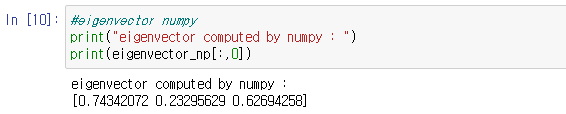 In [10]: #eigenvector numpy
print("eigenvector computed by numpy : ")
print(eigenvector_np[:,0])
eigenvector computed by numpy :
[0.74342072 0.23295629 0.62694258]